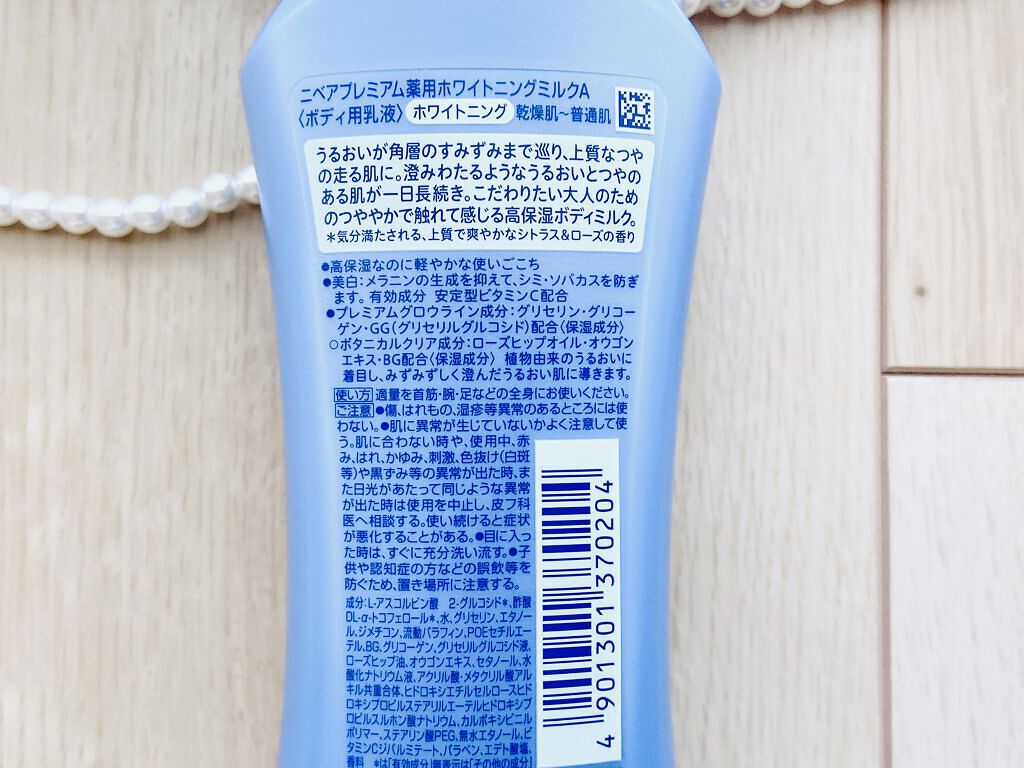 ニベアプレミアム薬用ホワイトニングミルクA
〈ボディ用乳液〉 ホワイトニング 乾燥肌～普通肌
うるおいが角層のすみずみまで巡り、上質なつや
の走る肌に。澄みわたるようなうるおいとつやの
ある肌が一日長続き。こだわりたい大人のため
のつややかで触れて感じる高保湿ボディミルク。
＊気分満たされる、上質で爽やかなシトラス&ローズの香り
●高保湿なのに軽やかな使いごこち
●美白：メラニンの生成を抑えて、シミ・ソバカスを防ぎ
ます。有効成分 安定型ビタミンC配合
●プレミアムグロウライン成分：グリセリン・グリコー
ゲン・GG(グリセリルグルコシド)配合〈保湿成分〉
○ボタニカルクリア成分：ローズヒップオイル・オウゴン
エキス・BG配合〈保湿成分〉 植物由来のうるおいに
着目し、みずみずしく澄んだうるおい肌に導きます。
使い方 適量を首筋・腕・足などの全身にお使いください。
ご注意 ●傷、はれもの、湿疹等異常のあるところには使
わない。●肌に異常が生じていないかよく注意して使
う。肌に合わない時や、使用中、赤
み、はれ、かゆみ、刺激、色抜け(白斑
等)や黒ずみ等の異常が出た時、ま
た日光があたって同じような異常
が出た時は使用を中止し、皮フ科
医へ相談する。使い続けると症状
が悪化することがある。●目に入っ
た時は、すぐに充分洗い流す。●子
供や認知症の方などの誤飲等を
防ぐため、置き場所に注意する。
成分：L-アスコルビン酸 2-グルコシド＊、酢酸
DL-α-トコフェロール＊、水、グリセリン、エタノー
ル、ジメチコン、流動パラフィン、POEセチルエー
テル、BG、グリコーゲン、グリセリルグルコシド液、
ローズヒップ油、オウゴンエキス、セタノール、水
酸化ナトリウム液、アクリル酸・メタクリル酸アル
キル共重合体、ヒドロキシエチルセルロースヒド
ロキシプロピルステアリルエーテルヒドロキシプ
ロピルスルホン酸ナトリウム、カルボキシビニル
ポリマー、ステアリン酸PEG、無水エタノール、ビ
タミンCジパルミテート、パラベン、エデト酸塩、
香料 ＊は「有効成分」無表示は「その他の成分」
4 901301 370204